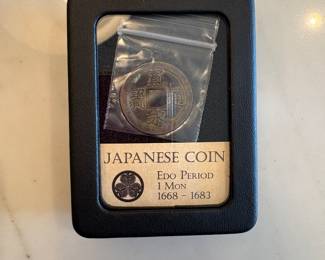 JAPANESE COIN
EDO PERIOD
1 MON
1668 - 1683